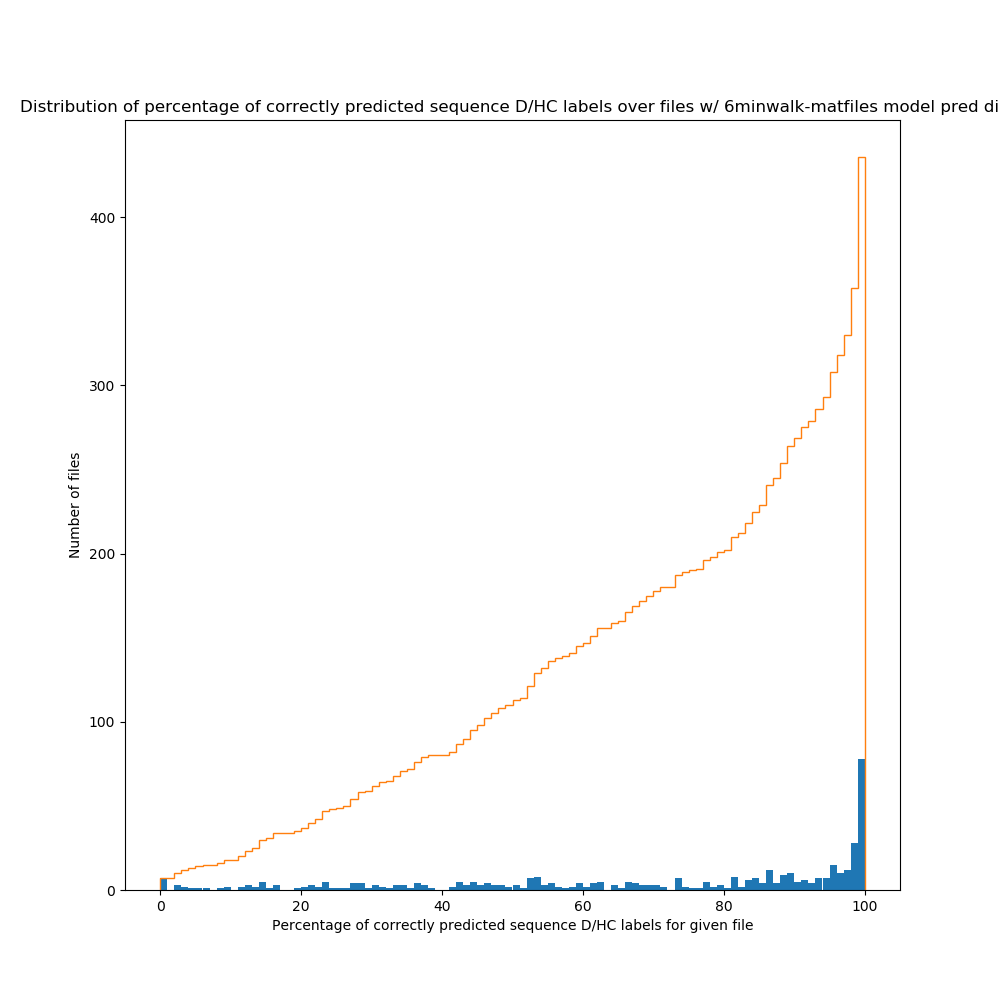 Distribution of percentage of correctly predicted sequence D/HC labels over files w/ 6minwalk-matfiles model pred di
400
300
200
100
0
Number of files
0 20 40 60 80 100
Percentage of correctly predicted sequence D/HC labels for given file